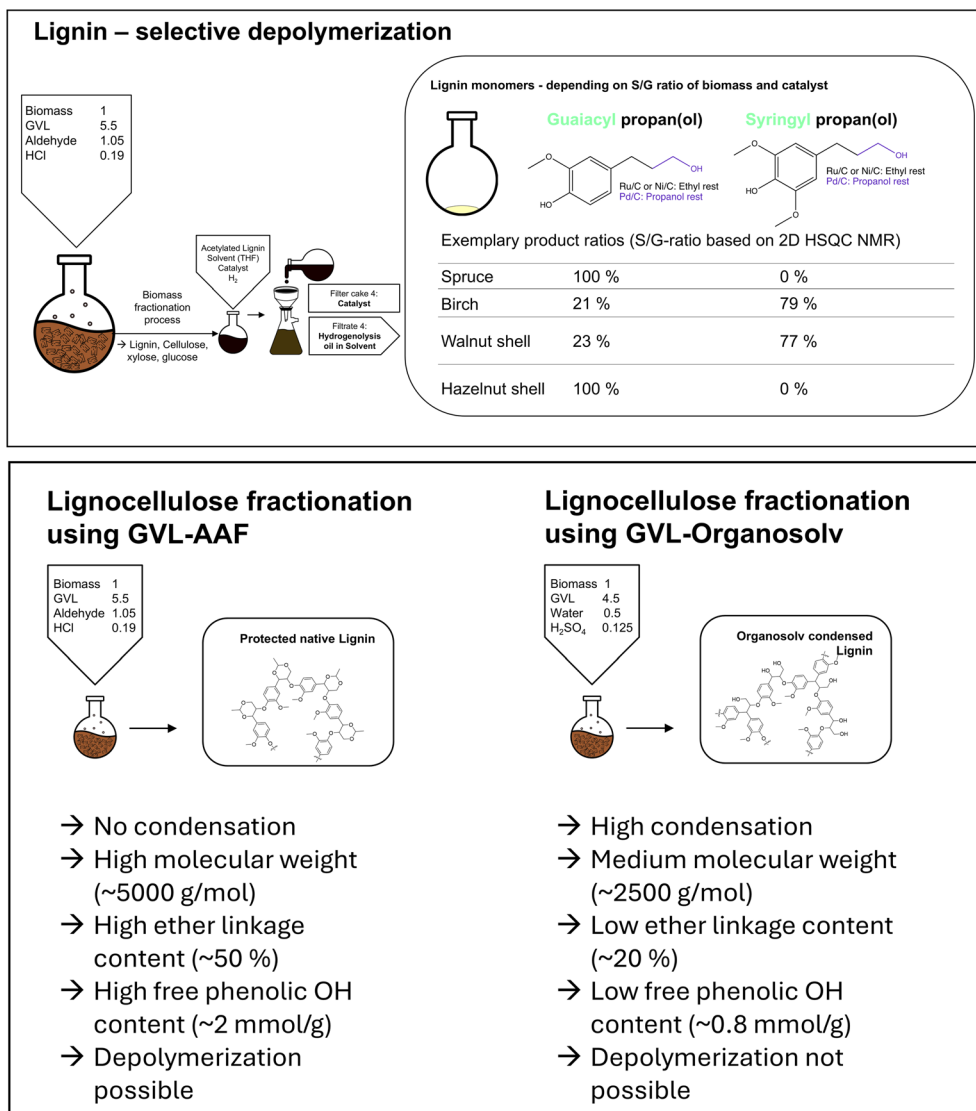 Lignin – selective depolymerization
Biomass 1
GVL 5.5
Aldehyde 1.05
HCl 0.19
Biomass
fractionation
process
→ Lignin, Cellulose,
xylose, glucose
Acetylated Lignin
Solvent (THF)
Catalyst
H2
Filter cake 4:
Catalyst
Filtrate 4:
Hydrogenolysis
oil in Solvent
Lignin monomers - depending on S/G ratio of biomass and catalyst
Guaiacyl propan(ol)
Syringyl propan(ol)
O
OH
HO
Ru/C or Ni/C: Ethyl rest
Pd/C: Propanol rest
O
OH
HO
O
Ru/C or Ni/C: Ethyl rest
Pd/C: Propanol rest
Exemplary product ratios (S/G-ratio based on 2D HSQC NMR)
Spruce 100 % 0 %
Birch 21 % 79 %
Walnut shell 23 % 77 %
Hazelnut shell 100 % 0 %
Lignocellulose fractionation
using GVL-AAF
Biomass 1
GVL 5.5
Aldehyde 1.05
HCl 0.19
Protected native Lignin
→ No condensation
→ High molecular weight
(~5000 g/mol)
→ High ether linkage
content (~50 %)
→ High free phenolic OH
content (~2 mmol/g)
→ Depolymerization
possible
Lignocellulose fractionation
using GVL-Organosolv
Biomass 1
GVL 4.5
Water 0.5
H2SO4 0.125
Organosolv condensed
Lignin
→ High condensation
→ Medium molecular weight
(~2500 g/mol)
→ Low ether linkage content
(~20 %)
→ Low free phenolic OH
content (~0.8 mmol/g)
→ Depolymerization not
possible